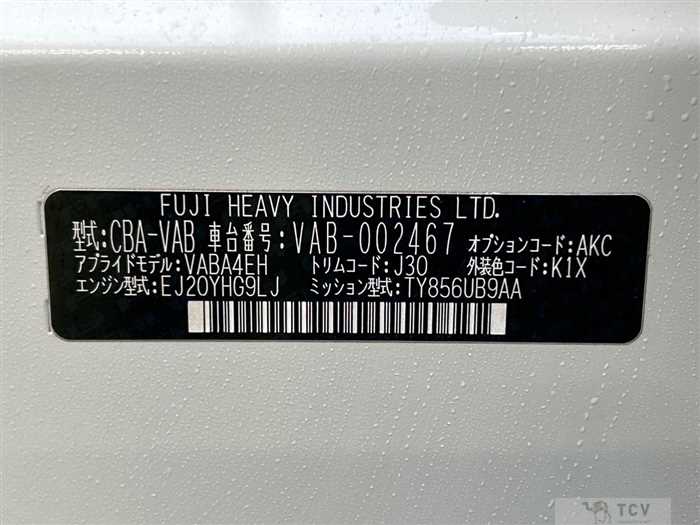 FUJI HEAVY INDUSTRIES LTD.
型式:CBA-VAB 車台番号:VAB-002467 オプションコード:AKC
アプライドモデル:VABA4EH トリムコード:J30 外装色コード:K1X
エンジン型式:EJ20YHG9LJ ミッション型式:TY856UB9AA
TCV